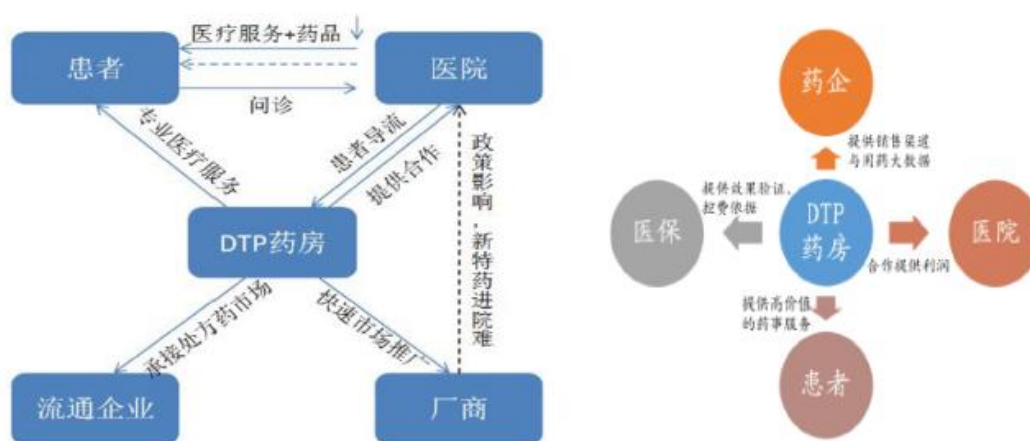 医疗服务+药品
患者
医院
问诊
专业医疗服务
患者导流
提供合作
政策影响，新特药进院难
DTP药房
承接处方药市场
快速市场推广
流通企业
厂商
药企
提供销售渠道
与用药大数据
提供效果验证、
控费依据
医保
DTP
药房
医院
合作提供利润
提供高价值
的药事服务
患者